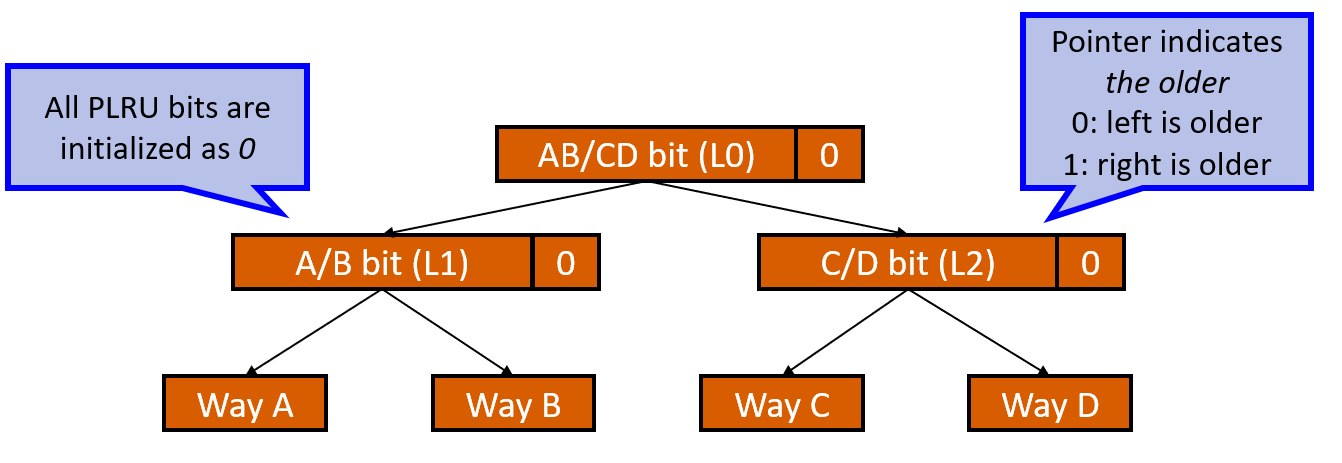 All PLRU bits are
initialized as 0
Pointer indicates
the older
0: left is older
1: right is older
AB/CD bit (L0) 0
A/B bit (L1) 0
C/D bit (L2) 0
Way A
Way B
Way C
Way D